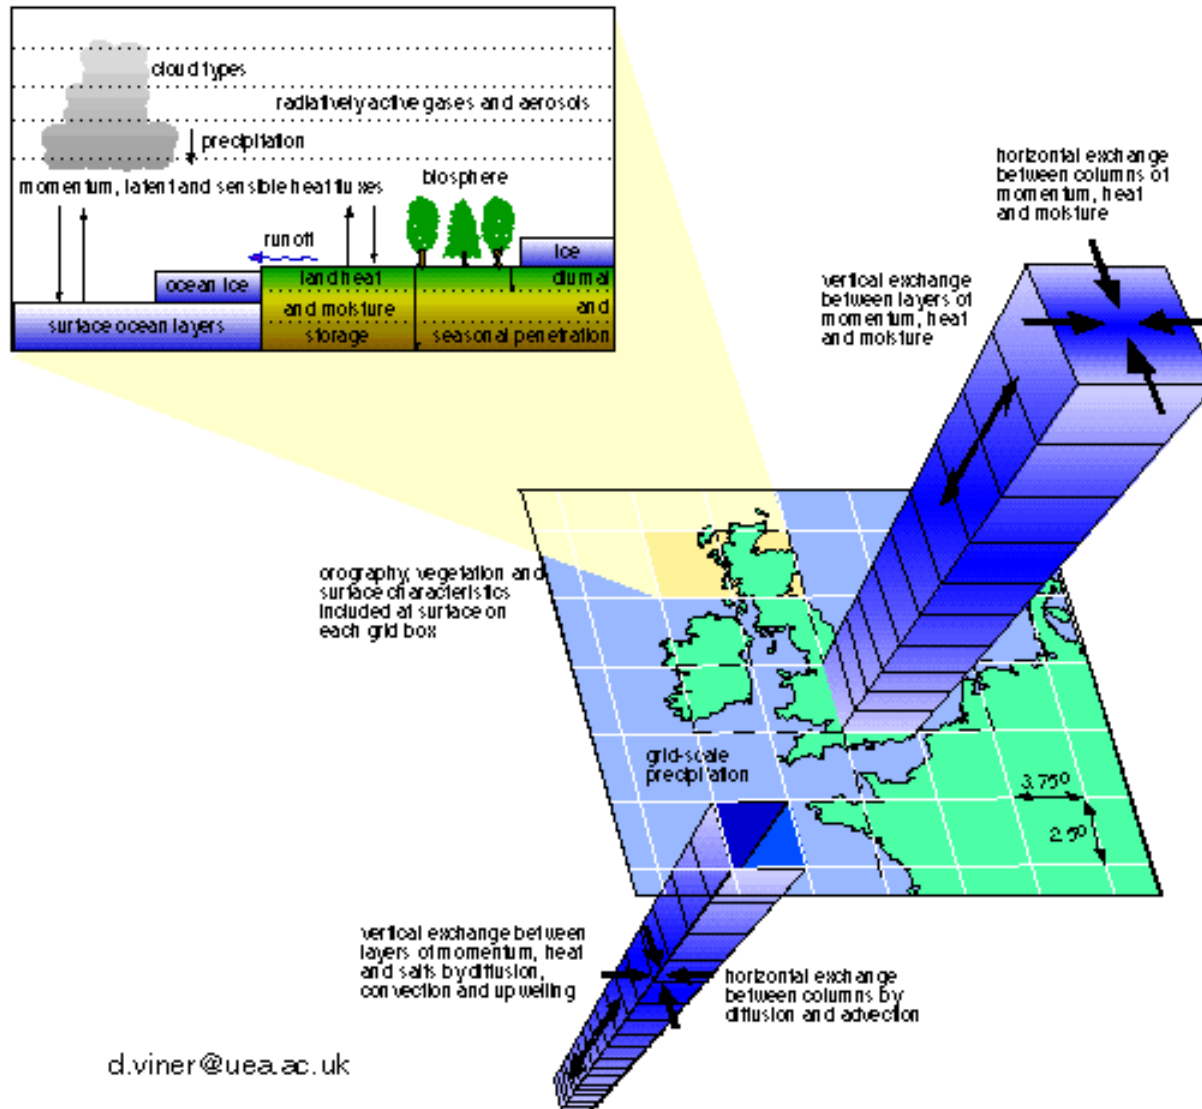 cloud types
radiatively active gases and aerosols
precipitation
momentum, latent and sensible heat fluxes
biosphere
run off
ice
ocean ice
land heat
and moisture
storage
diurnal
and
seasonal penetration
surface ocean layers
horizontal exchange
between columns of
momentum, heat
and moisture
vertical exchange
between layers of
momentum, heat
and moisture
orography, vegetation and
surface characteristics
included at surface on
each grid box
grid-scale
precipitation
3.75°
2.5°
vertical exchange between
layers of momentum, heat
and salts by diffusion,
convection and upwelling
horizontal exchange
between columns by
diffusion and advection
d.viner@uea.ac.uk